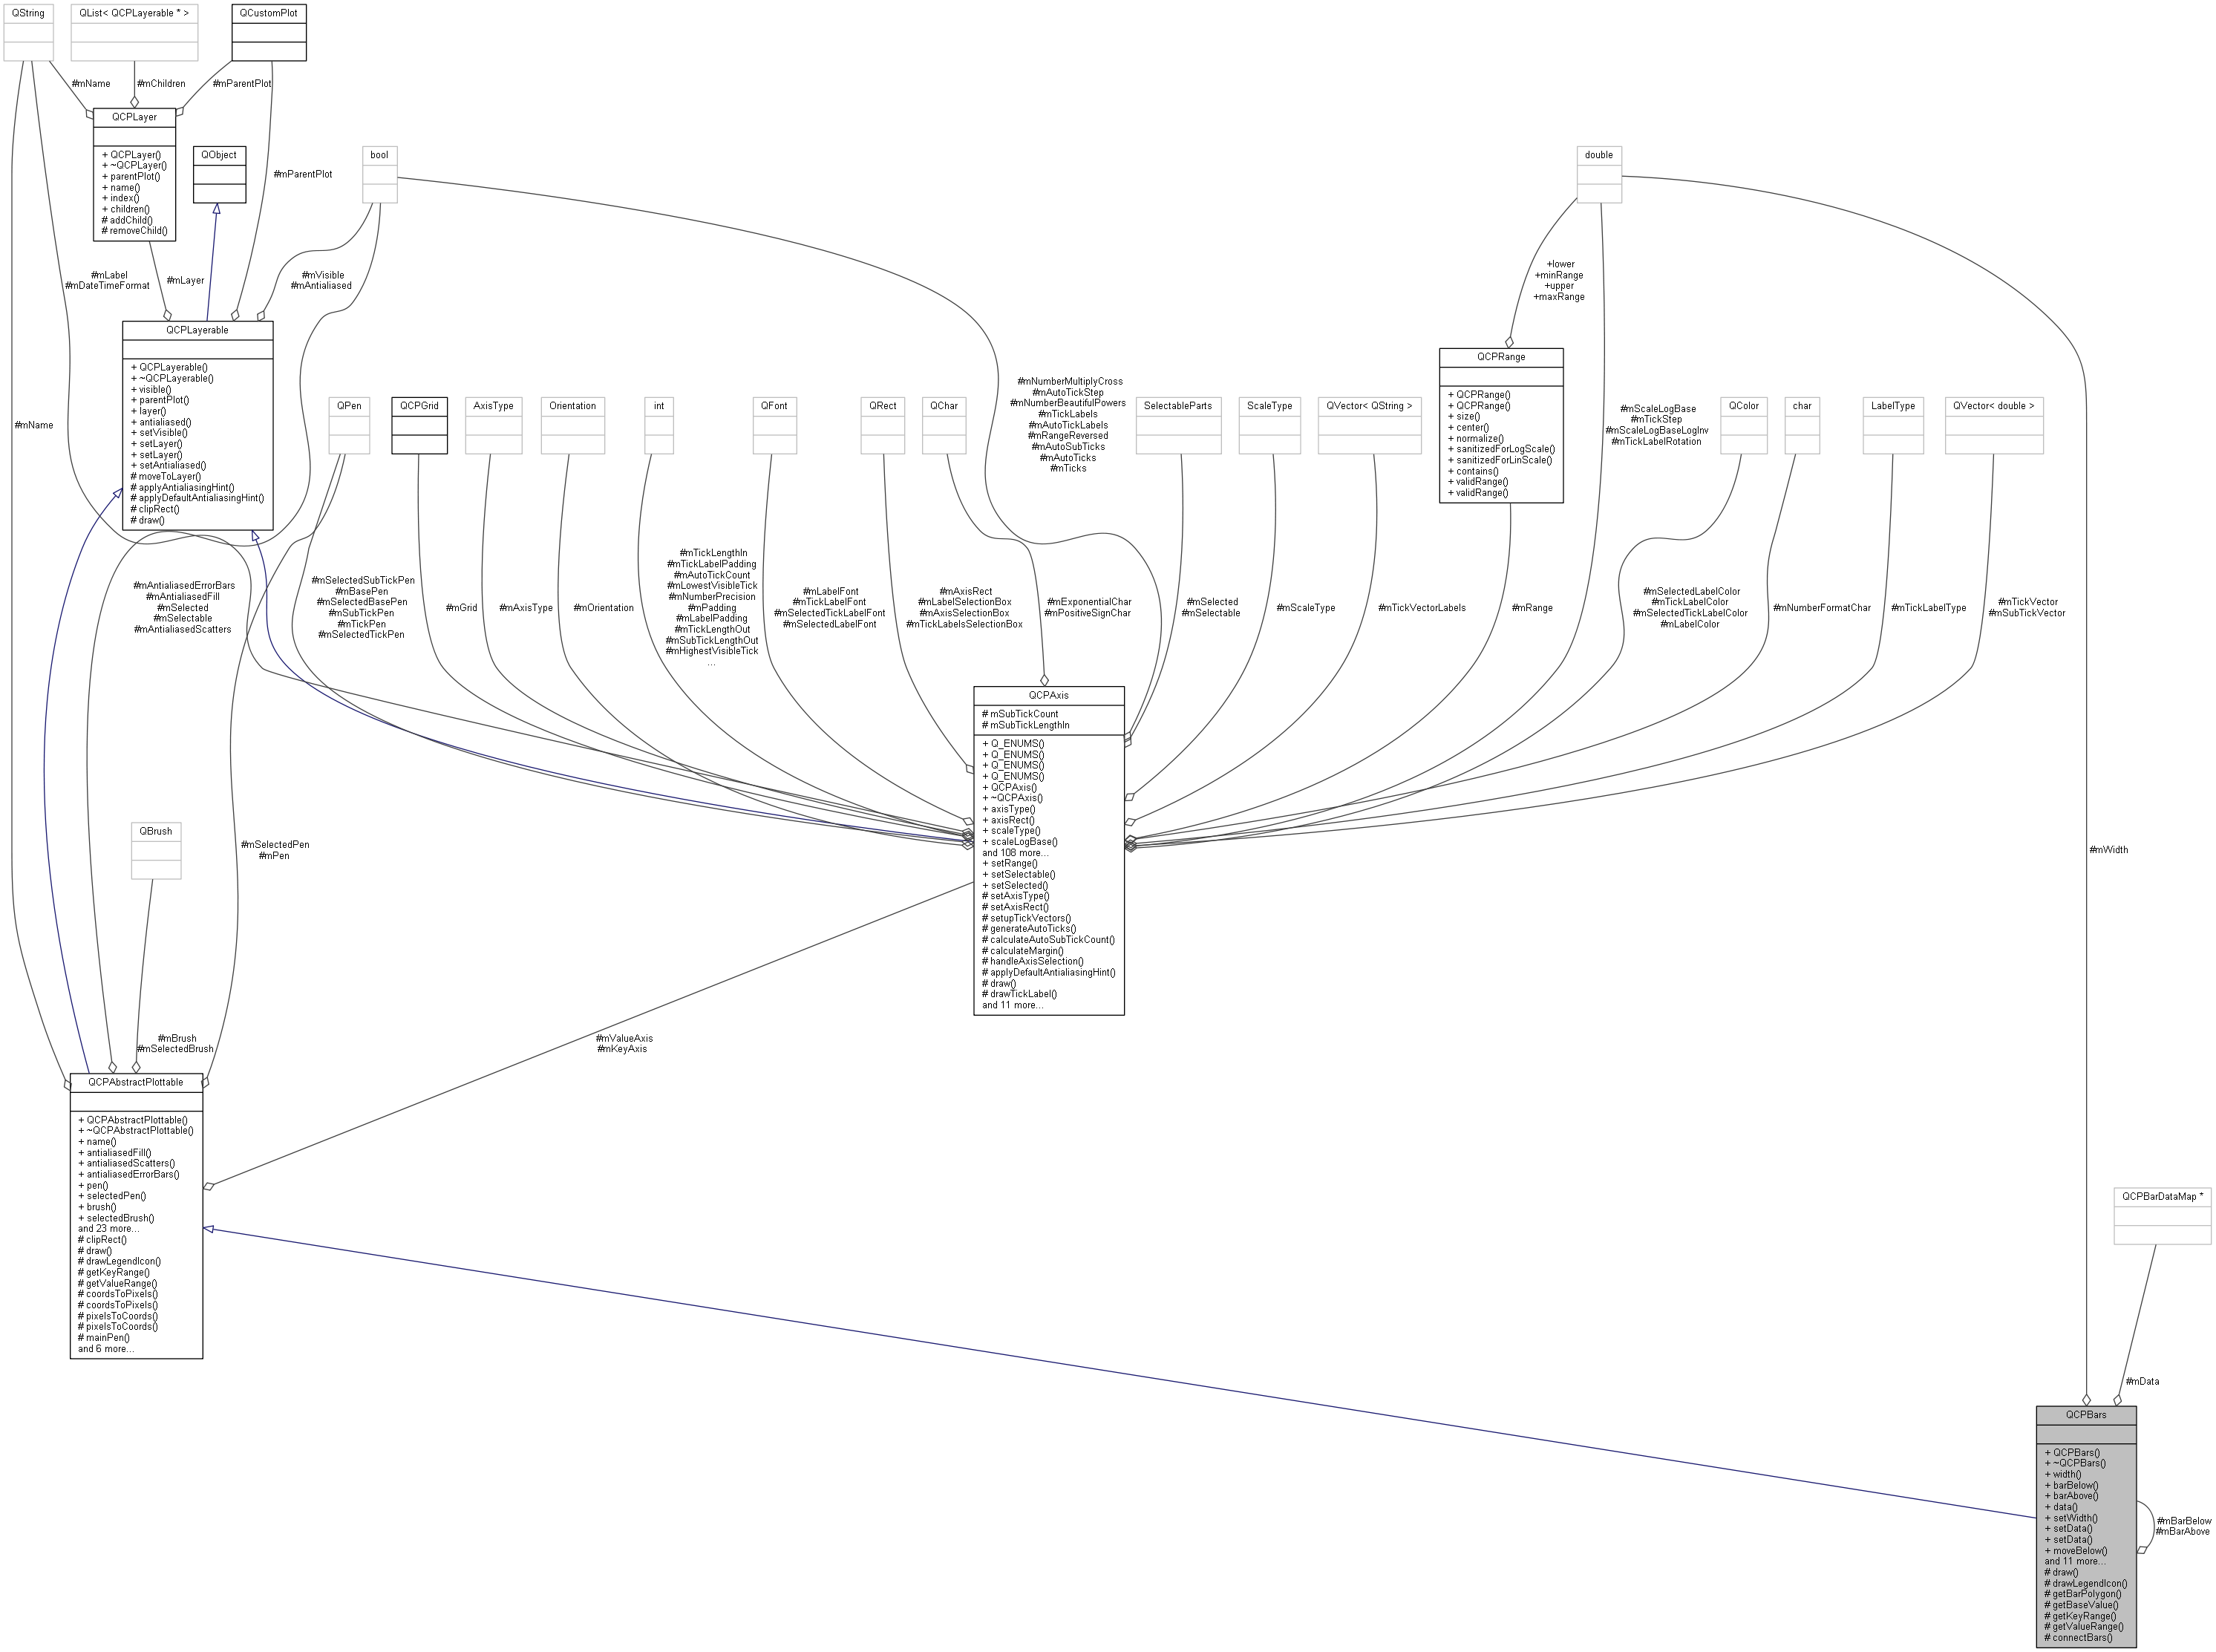 QString
QList< QCPLayerable * >
QCustomPlot
#mName
#mChildren
#mParentPlot
QCPLayer
+ QCPLayer()
+ ~QCPLayer()
+ parentPlot()
+ name()
+ index()
+ children()
# addChild()
# removeChild()
QObject
bool
double
#mParentPlot
#mLabel
#mDateTimeFormat
#mLayer
#mVisible
#mAntialiased
+lower
+minRange
+upper
+maxRange
QCPLayerable
+ QCPLayerable()
+ ~QCPLayerable()
+ visible()
+ parentPlot()
+ layer()
+ antialiased()
+ setVisible()
+ setLayer()
+ setLayer()
+ setAntialiased()
# moveToLayer()
# applyAntialiasingHint()
# applyDefaultAntialiasingHint()
# clipRect()
# draw()
#mName
QPen
QCPGrid
AxisType
Orientation
int
QFont
QRect
QChar
#mNumberMultiplyCross
#mAutoTickStep
#mNumberBeautifulPowers
#mTickLabels
#mAutoTickLabels
#mRangeReversed
#mAutoSubTicks
#mAutoTicks
#mTicks
SelectableParts
ScaleType
QVector< QString >
QCPRange
+ QCPRange()
+ QCPRange()
+ size()
+ center()
+ normalize()
+ sanitizedForLogScale()
+ sanitizedForLinScale()
+ contains()
+ validRange()
+ validRange()
#mScaleLogBase
#mTickStep
#mScaleLogBaseLogInv
#mTickLabelRotation
QColor
char
LabelType
QVector< double >
#mAntialiasedErrorBars
#mAntialiasedFill
#mSelected
#mSelectable
#mAntialiasedScatters
#mSelectedSubTickPen
#mBasePen
#mSelectedBasePen
#mSubTickPen
#mTickPen
#mSelectedTickPen
#mGrid
#mAxisType
#mOrientation
#mTickLengthIn
#mTickLabelPadding
#mAutoTickCount
#mLowestVisibleTick
#mNumberPrecision
#mPadding
#mLabelPadding
#mTickLengthOut
#mSubTickLengthOut
#mHighestVisibleTick
...
#mLabelFont
#mTickLabelFont
#mSelectedTickLabelFont
#mSelectedLabelFont
#mAxisRect
#mLabelSelectionBox
#mAxisSelectionBox
#mTickLabelsSelectionBox
#mExponentialChar
#mPositiveSignChar
#mSelected
#mSelectable
#mScaleType
#mTickVectorLabels
#mRange
#mSelectedLabelColor
#mTickLabelColor
#mSelectedTickLabelColor
#mLabelColor
#mNumberFormatChar
#mTickLabelType
#mTickVector
#mSubTickVector
QCPAxis
# mSubTickCount
# mSubTickLengthIn
+ Q_ENUMS()
+ Q_ENUMS()
+ Q_ENUMS()
+ Q_ENUMS()
+ QCPAxis()
+ ~QCPAxis()
+ axisType()
+ axisRect()
+ scaleType()
+ scaleLogBase()
and 108 more...
+ setRange()
+ setSelectable()
+ setSelected()
# setAxisType()
# setAxisRect()
# setupTickVectors()
# generateAutoTicks()
# calculateAutoSubTickCount()
# calculateMargin()
# handleAxisSelection()
# applyDefaultAntialiasingHint()
# draw()
# drawTickLabel()
and 11 more...
QBrush
#mSelectedPen
#mPen
#mWidth
#mBrush
#mSelectedBrush
#mValueAxis
#mKeyAxis
QCPAbstractPlottable
+ QCPAbstractPlottable()
+ ~QCPAbstractPlottable()
+ name()
+ antialiasedFill()
+ antialiasedScatters()
+ antialiasedErrorBars()
+ pen()
+ selectedPen()
+ brush()
+ selectedBrush()
and 23 more...
# clipRect()
# draw()
# drawLegendIcon()
# getKeyRange()
# getValueRange()
# coordsToPixels()
# coordsToPixels()
# pixelsToCoords()
# pixelsToCoords()
# mainPen()
and 6 more...
QCPBarDataMap *
#mData
QCPBars
+ QCPBars()
+ ~QCPBars()
+ width()
+ barBelow()
+ barAbove()
+ data()
+ setWidth()
+ setData()
+ setData()
+ moveBelow()
and 11 more...
# draw()
# drawLegendIcon()
# getBarPolygon()
# getBaseValue()
# getKeyRange()
# getValueRange()
# connectBars()
#mBarBelow
#mBarAbove